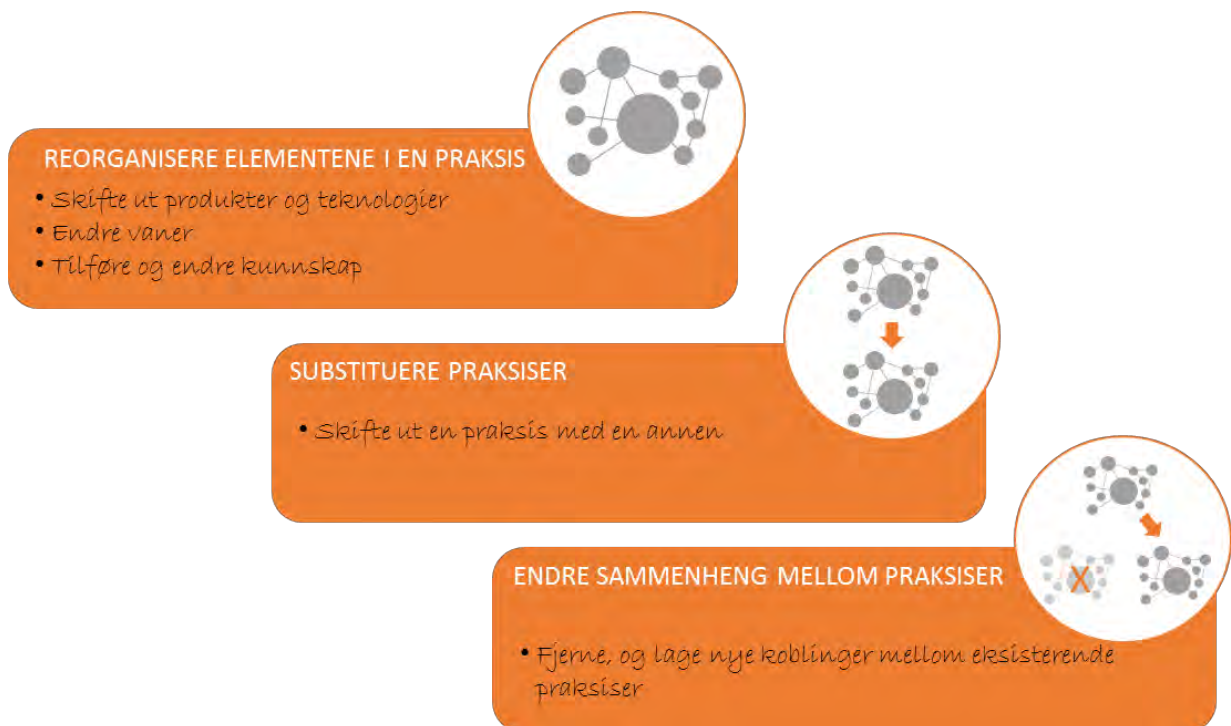 REORGANISERE ELEMENTENE I EN PRAKSIS
• Skifte ut produkter og teknologier
• Endre vaner
• Tilføre og endre kunnskap
SUBSTITUERE PRAKSISER
• Skifte ut en praksis med en annen
X
ENDRE SAMMENHENG MELLOM PRAKSISER
• Fjerne, og lage nye koblinger mellom eksisterende
praksiser